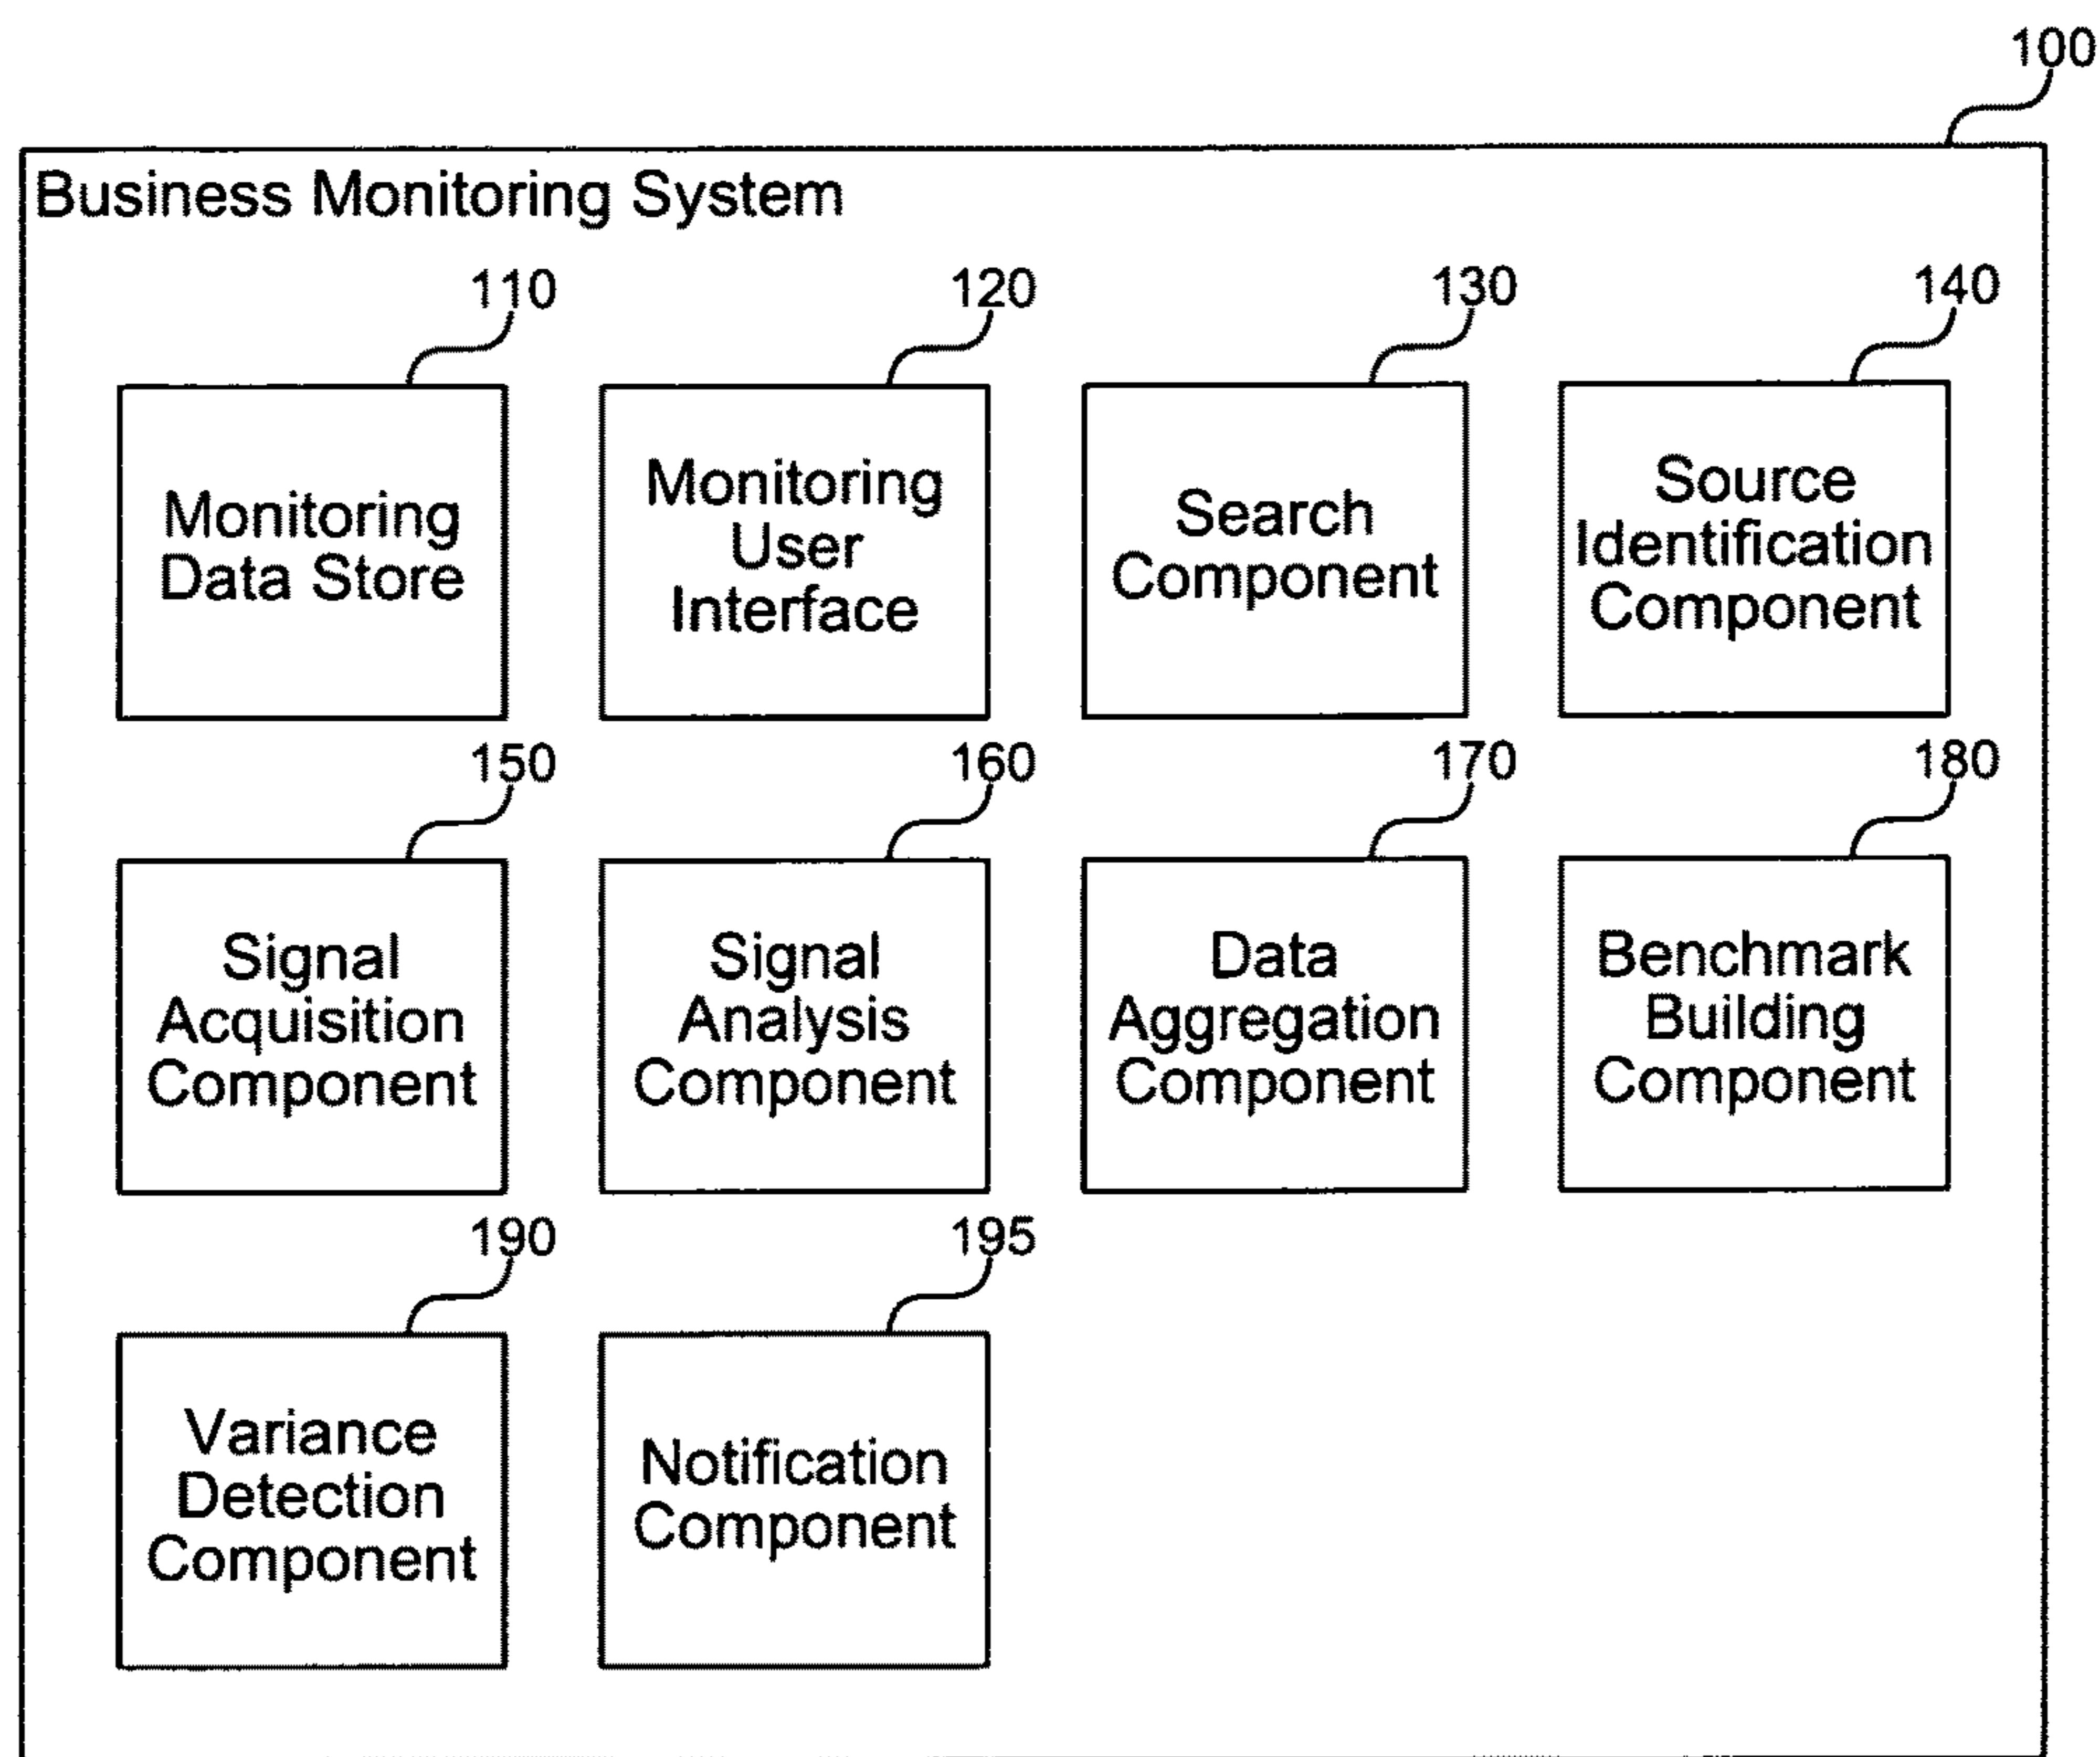 100
Business Monitoring System
110
120
130
140
Monitoring
Data Store
Monitoring
User
Interface
Search
Component
Source
Identification
Component
150
160
170
180
Signal
Acquisition
Component
Signal
Analysis
Component
Data
Aggregation
Component
Benchmark
Building
Component
190
195
Variance
Detection
Component
Notification
Component